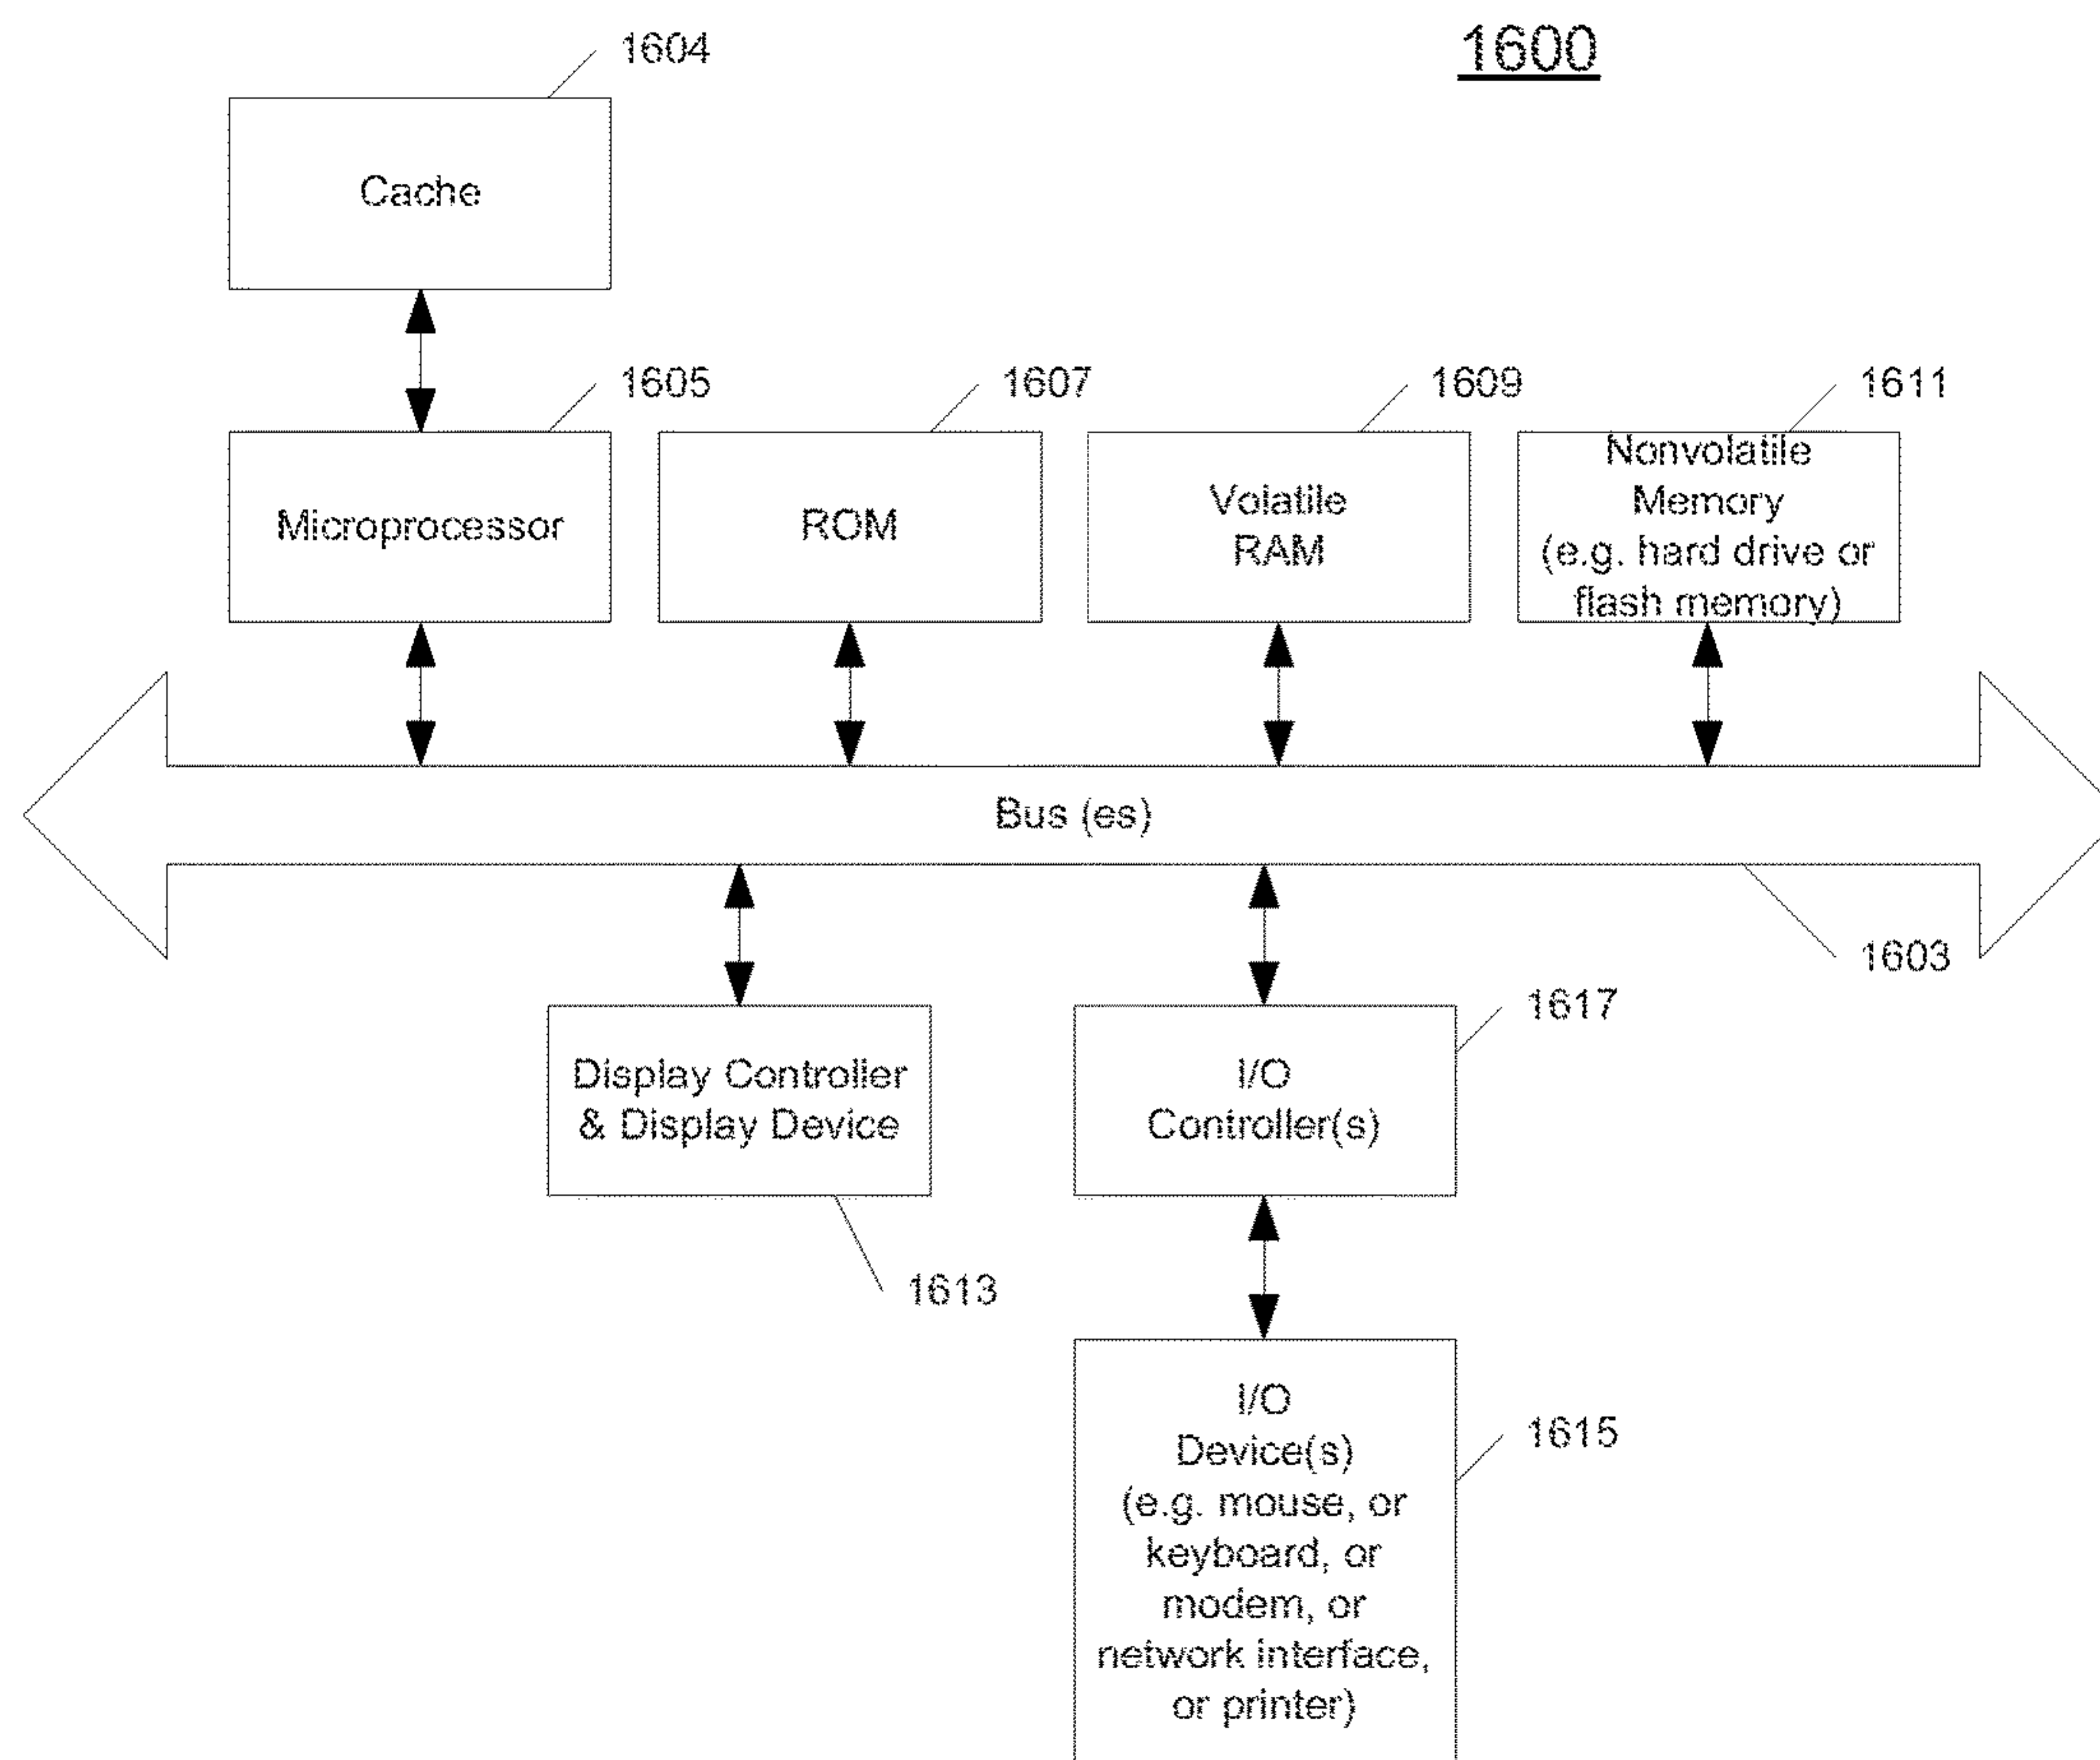 1600
1604
Cache
1605
1607
1609
1611
Microprocessor
ROM
Volatile
RAM
Nonvolatile
Memory
(e.g. hard drive or
flash memory)
Bus (es)
1603
Display Controller
& Display Device
1613
I/O
Controller(s)
1617
I/O
Device(s)
(e.g. mouse, or
keyboard, or
modem, or
network interface,
or printer)
1615